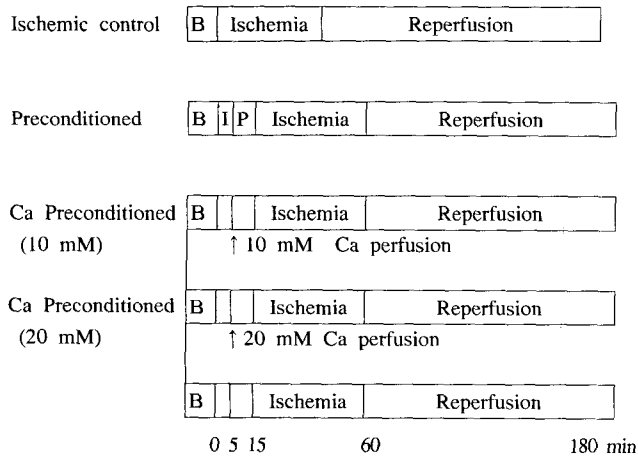 Ischemic control B Ischemia Reperfusion
Preconditioned B I P Ischemia Reperfusion
Ca Preconditioned B Ischemia Reperfusion
(10 mM) ↑ 10 mM Ca perfusion
Ca Preconditioned B Ischemia Reperfusion
(20 mM) ↑ 20 mM Ca perfusion
B Ischemia Reperfusion
0 5 15 60 180 min